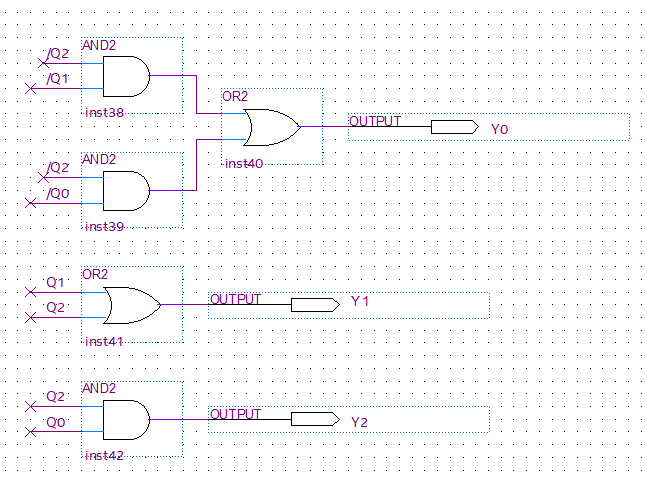 AND2
/Q2
/Q1
inst38
OR2
OUTPUT
Y0
inst40
AND2
/Q2
/Q0
inst39
OR2
Q1
Q2
inst41
OUTPUT
Y1
AND2
Q2
Q0
inst42
OUTPUT
Y2